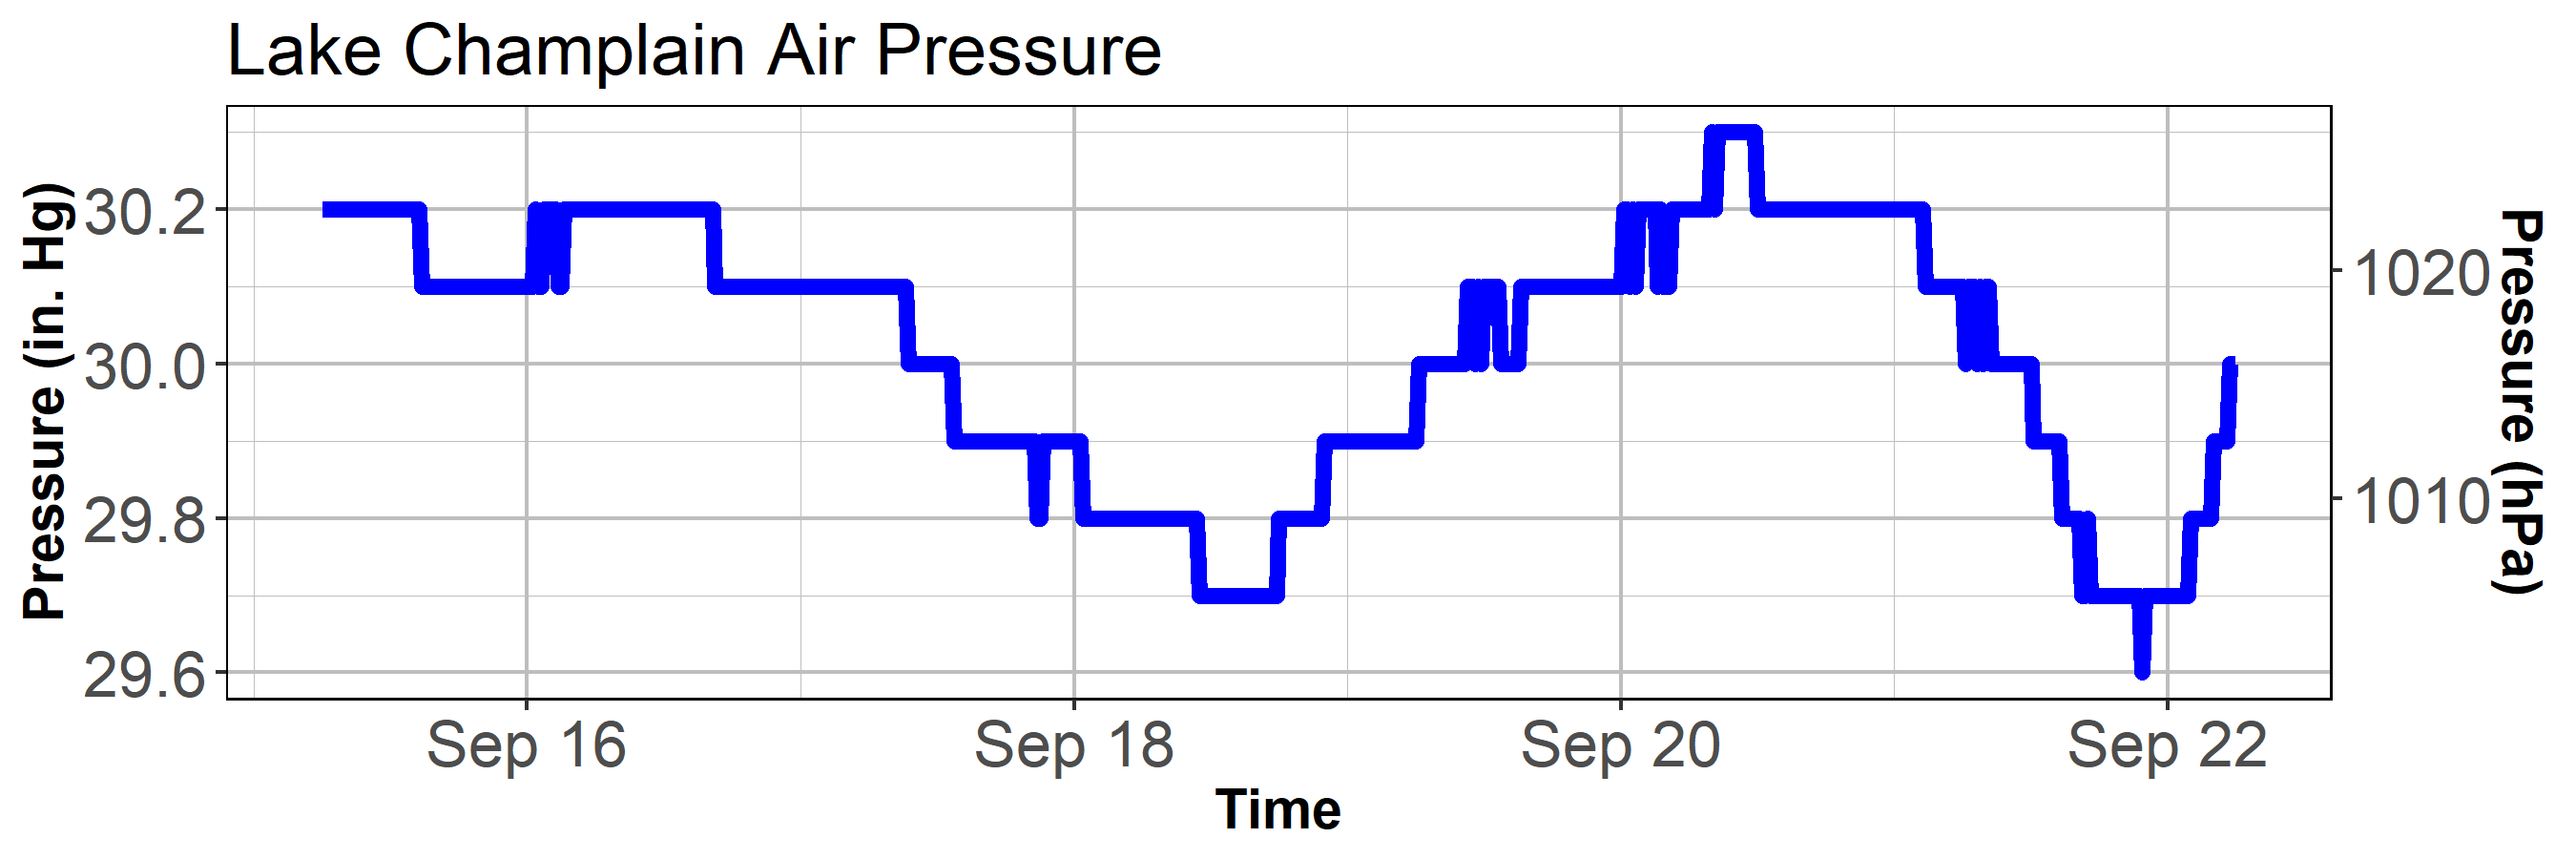 Lake Champlain Air Pressure
Pressure (in. Hg)
30.2
30.0
29.8
29.6
1020
1010
Pressure (hPa)
Sep 16
Sep 18
Sep 20
Sep 22
Time